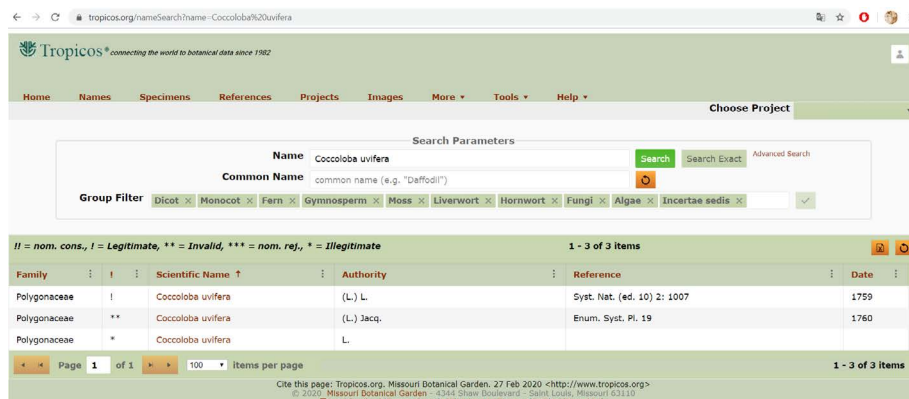 tropicos.org/nameSearch?name=Coccoloba%20uvifera
Tropicos® connecting the world to botanical data since 1982
Home Names Specimens References Projects Images More ▾ Tools ▾ Help ▾
Choose Project
Search Parameters
Name Coccoloba uvifera Search Search Exact Advanced Search
Common Name common name (e.g. "Daffodil")
Group Filter Dicot × Monocot × Fern × Gymnosperm × Moss × Liverwort × Hornwort × Fungi × Algae × Incertae sedis ×
!! = nom. cons., ! = Legitimate, ** = Invalid, *** = nom. rej., * = Illegitimate 1 - 3 of 3 items
Family ! Scientific Name ↑ Authority Reference Date
Polygonaceae ! Coccoloba uvifera (L.) L. Syst. Nat. (ed. 10) 2: 1007 1759
Polygonaceae ** Coccoloba uvifera (L.) Jacq. Enum. Syst. Pl. 19 1760
Polygonaceae * Coccoloba uvifera L.
Page 1 of 1 100 ▾ items per page 1 - 3 of 3 items
Cite this page: Tropicos.org. Missouri Botanical Garden. 27 Feb 2020 <http://www.tropicos.org>
© 2020 Missouri Botanical Garden - 4344 Shaw Boulevard - Saint Louis, Missouri 63110